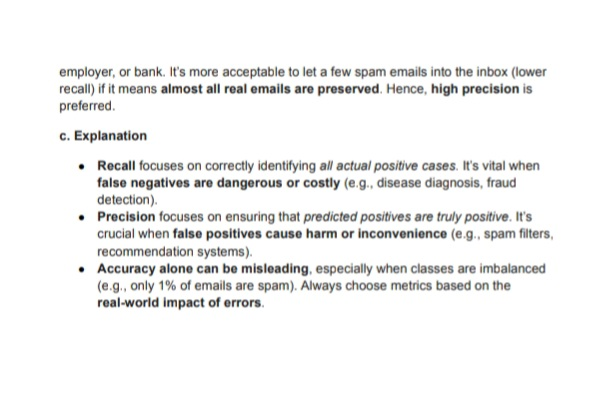 employer, or bank. It's more acceptable to let a few spam emails into the inbox (lower
recall) if it means almost all real emails are preserved. Hence, high precision is
preferred.
c. Explanation
• Recall focuses on correctly identifying all actual positive cases. It's vital when
false negatives are dangerous or costly (e.g., disease diagnosis, fraud
detection).
• Precision focuses on ensuring that predicted positives are truly positive. It's
crucial when false positives cause harm or inconvenience (e.g., spam filters,
recommendation systems).
• Accuracy alone can be misleading, especially when classes are imbalanced
(e.g., only 1% of emails are spam). Always choose metrics based on the
real-world impact of errors.